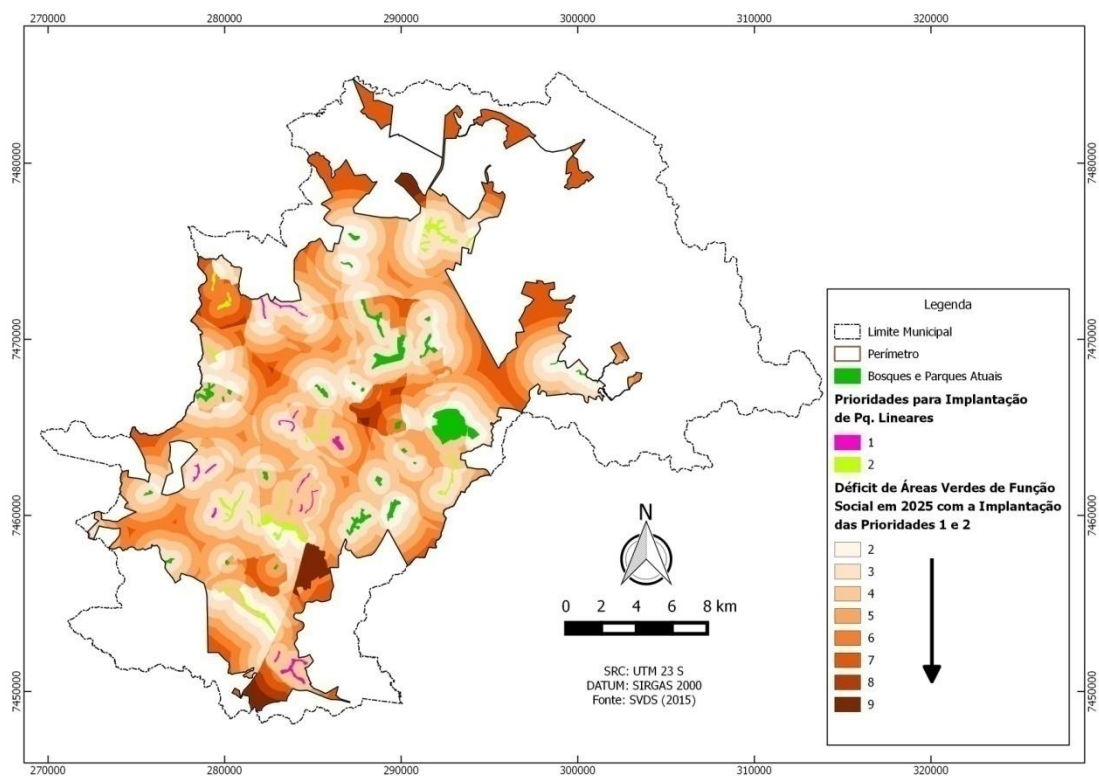 270000 280000 290000 300000 310000 320000
7480000 7480000
7470000 7470000
7460000 7460000
7450000 7450000
Legenda
Limite Municipal
Perímetro
Bosques e Parques Atuais
Prioridades para Implantação
de Pq. Lineares
1
2
Déficit de Áreas Verdes de Função
Social em 2025 com a Implantação
das Prioridades 1 e 2
2
3
4
5
6
7
8
9
N
0 2 4 6 8 km
SRC: UTM 23 S
DATUM: SIRGAS 2000
Fonte: SVDS (2015)
270000 280000 290000 300000 310000 320000